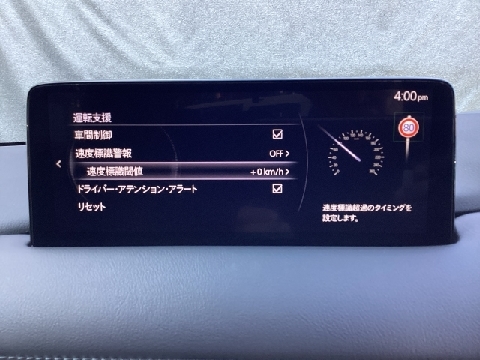 4:00pm
運転支援
車間制御
速度標識警報 OFF
速度標識閾値 +0km/h
ドライバー・アテンション・アラート
リセット
80
速度標識超過のタイミングを
設定します。